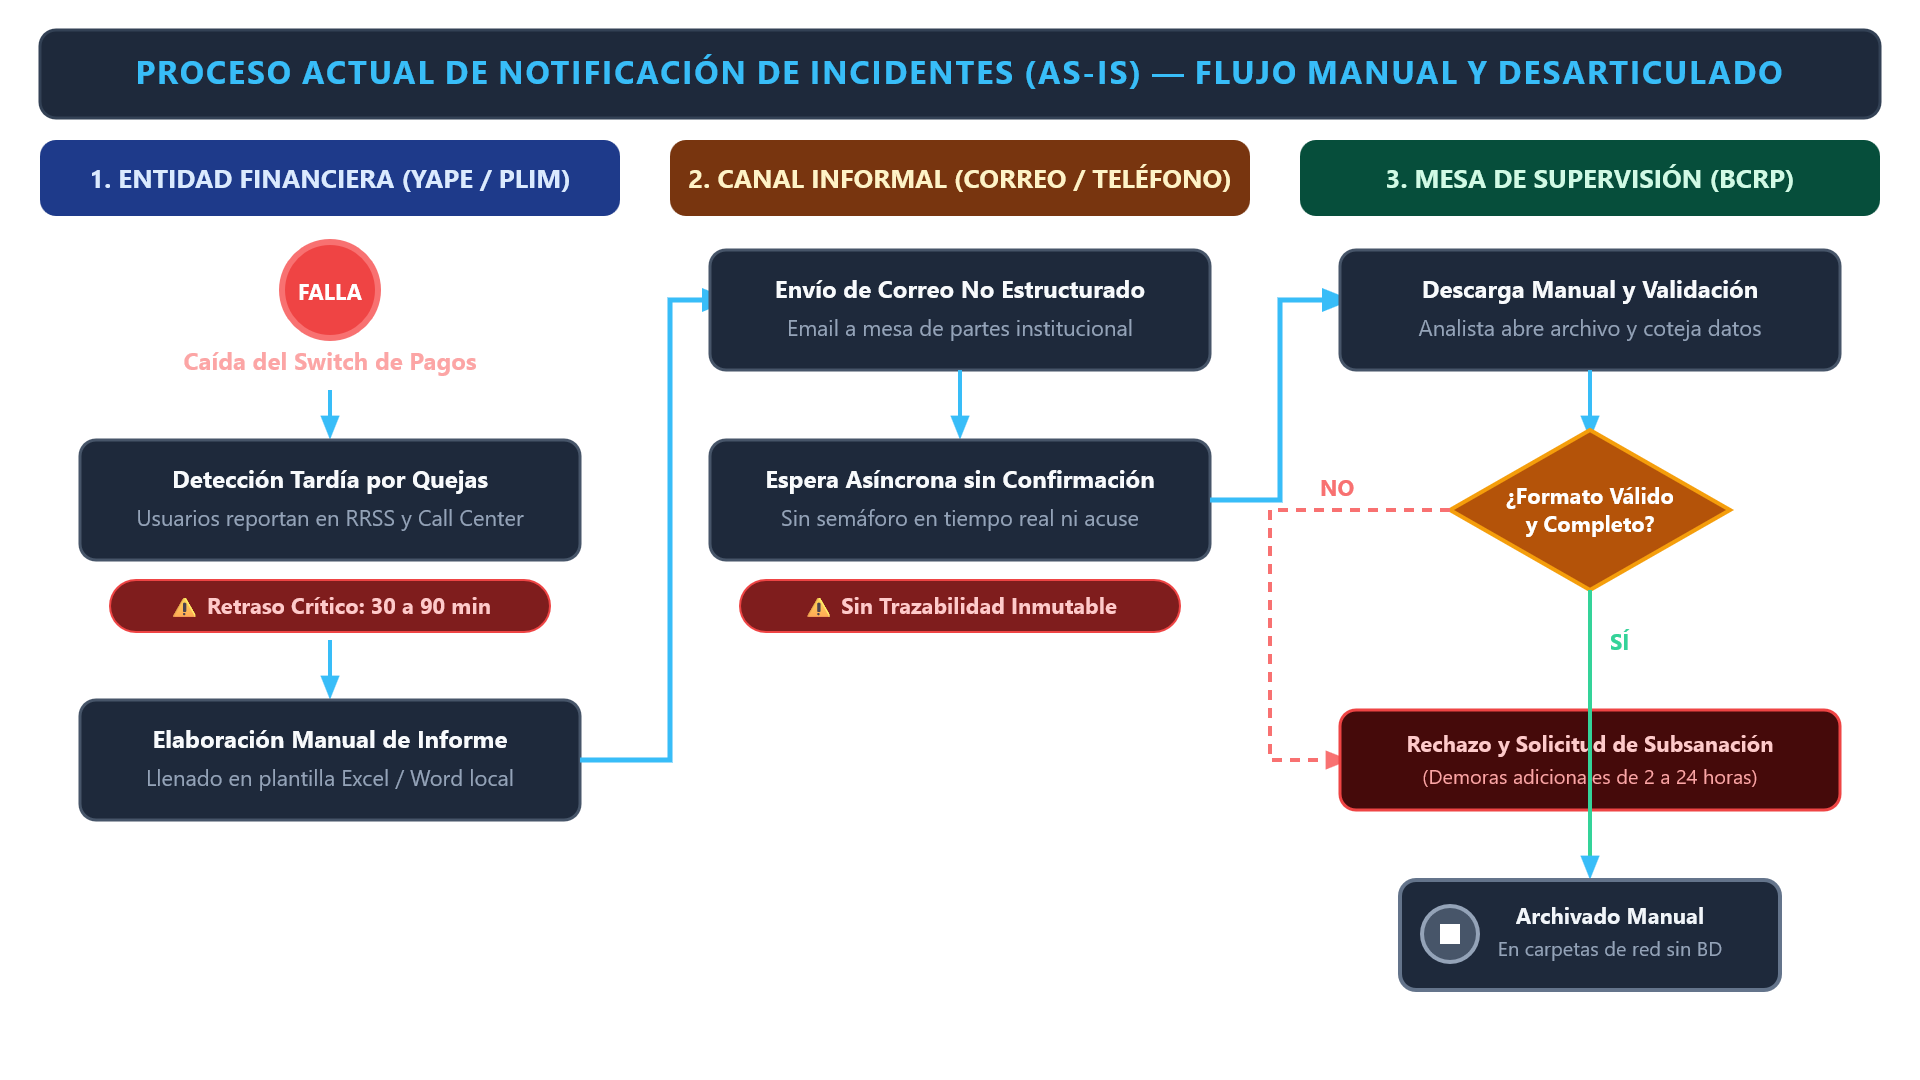 PROCESO ACTUAL DE NOTIFICACIÓN DE INCIDENTES (AS-IS) — FLUJO MANUAL Y DESARTICULADO
1. ENTIDAD FINANCIERA (YAPE / PLIM)
FALLA
Caída del Switch de Pagos
Detección Tardía por Quejas
Usuarios reportan en RRSS y Call Center
⚠ Retraso Crítico: 30 a 90 min
Elaboración Manual de Informe
Llenado en plantilla Excel / Word local
2. CANAL INFORMAL (CORREO / TELÉFONO)
Envío de Correo No Estructurado
Email a mesa de partes institucional
Espera Asíncrona sin Confirmación
Sin semáforo en tiempo real ni acuse
⚠ Sin Trazabilidad Inmutable
3. MESA DE SUPERVISIÓN (BCRP)
Descarga Manual y Validación
Analista abre archivo y coteja datos
¿Formato Válido
y Completo?
NO
SÍ
Rechazo y Solicitud de Subsanación
(Demoras adicionales de 2 a 24 horas)
Archivado Manual
En carpetas de red sin BD